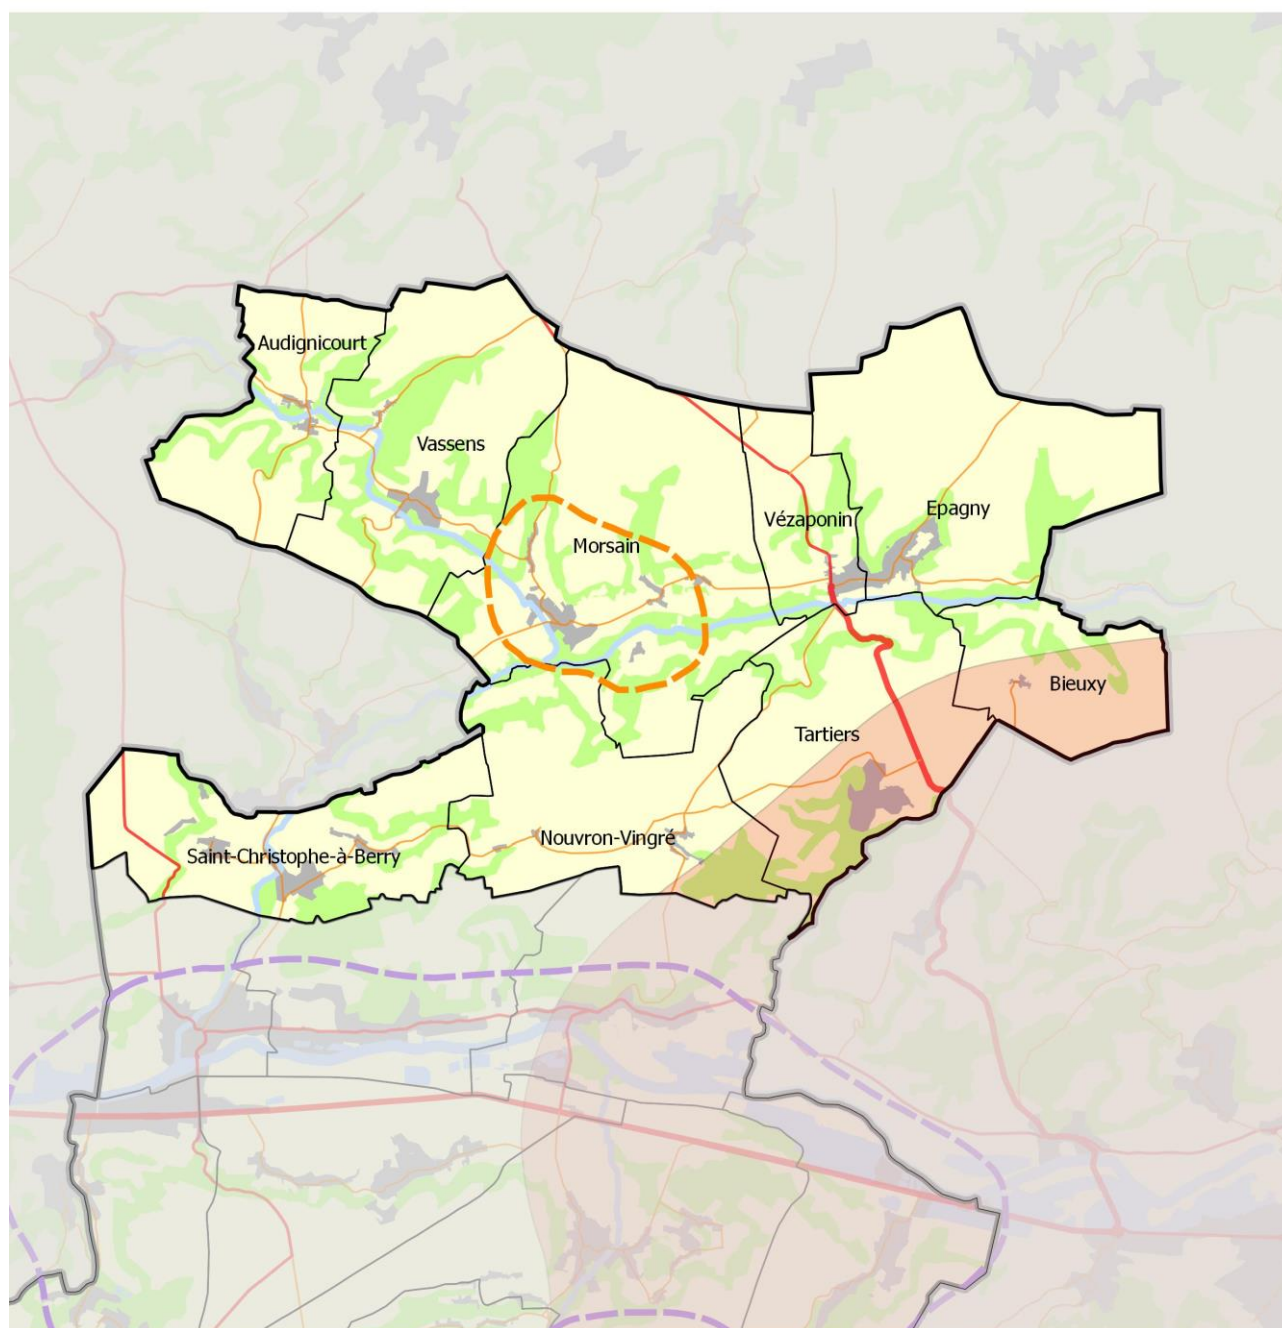 Audignicourt
Vassens
Epagny
Vézaponin
Morsain
Bieuxy
Tartiers
Nouvron-Vingré
Saint-Christophe-à-Berry